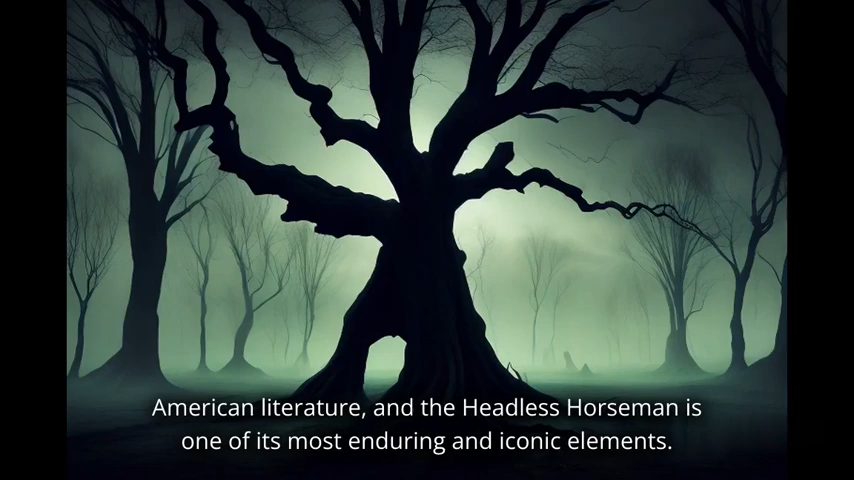 American literature, and the Headless Horseman is
one of its most enduring and iconic elements.